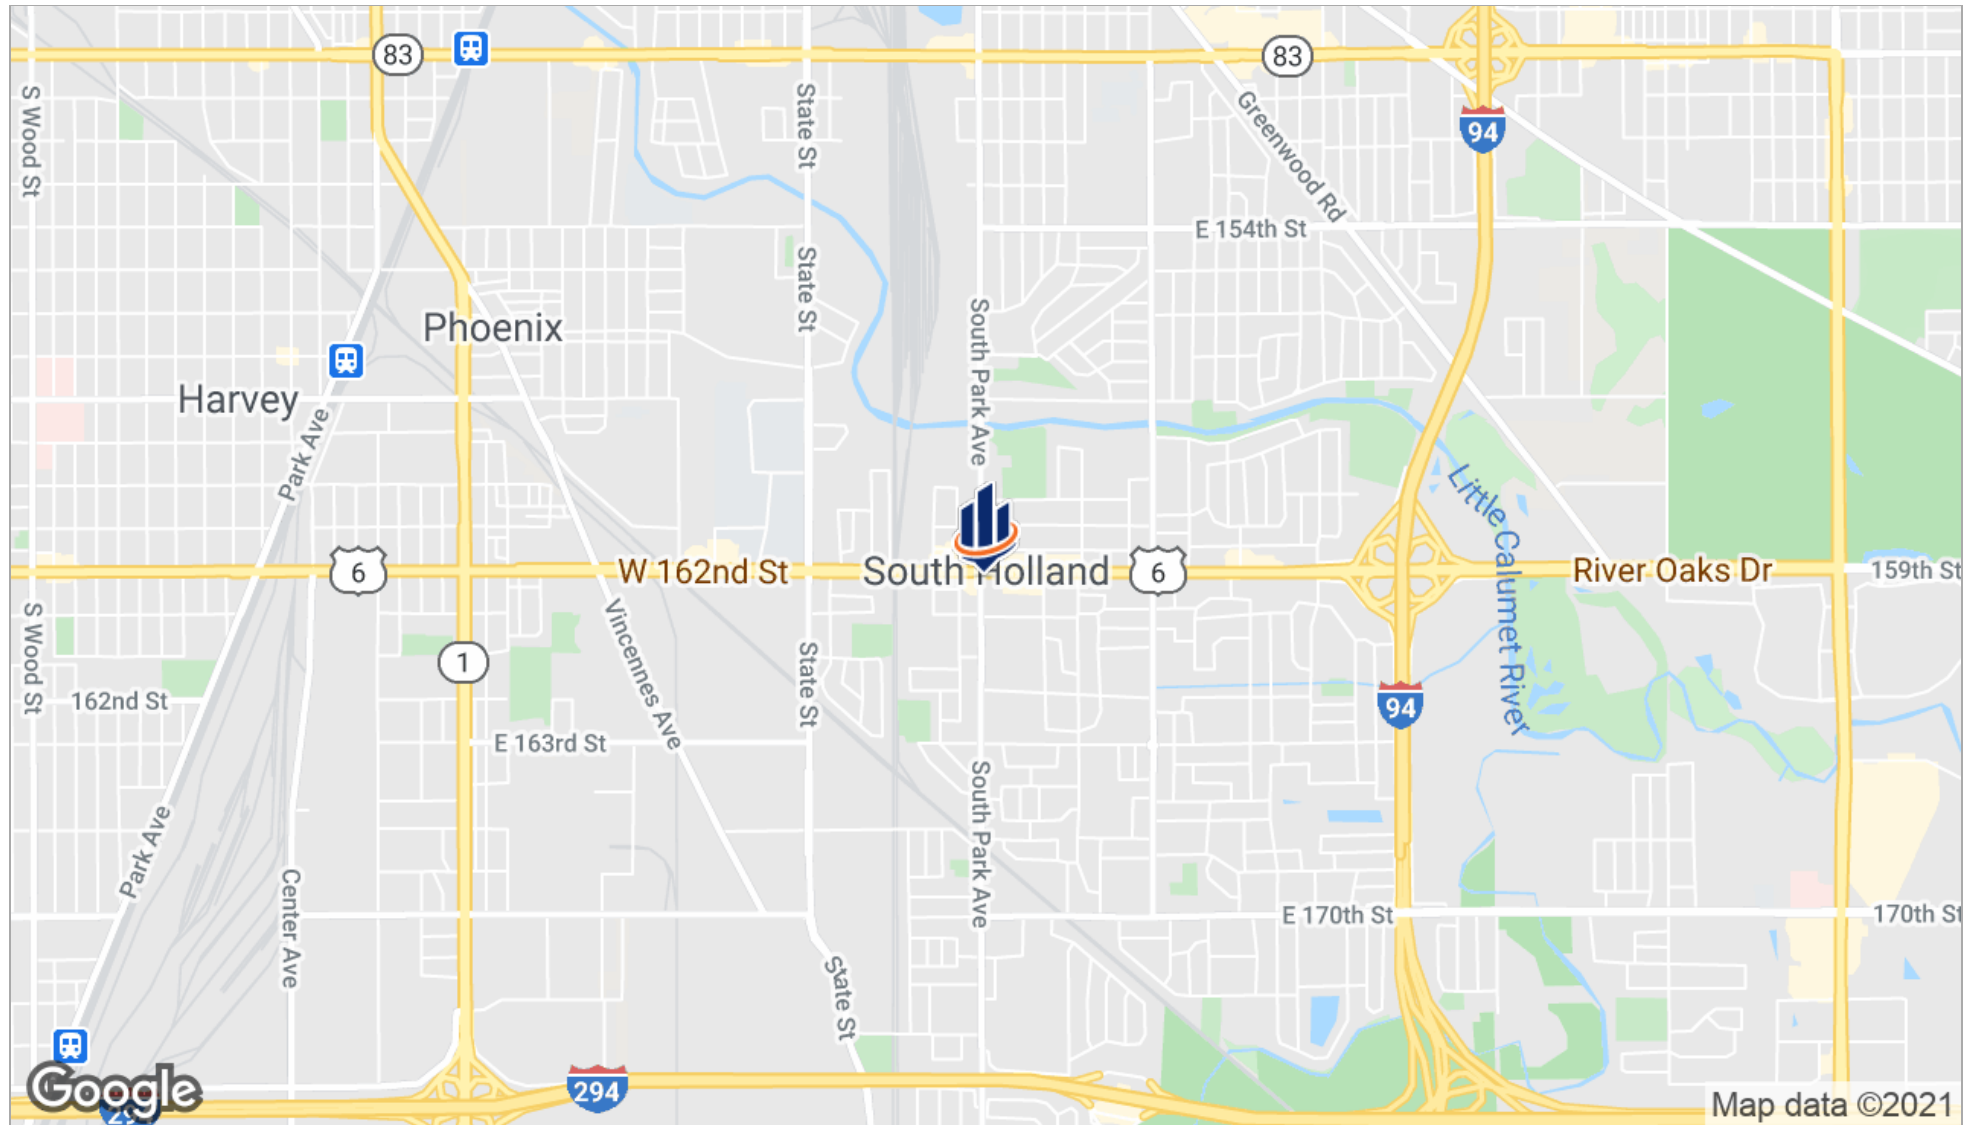 83
83
S Wood St
State St
Greenwood Rd
94
E 154th St
State St
South Park Ave
Phoenix
Harvey
Park Ave
Little Calumet River
6
W 162nd St
South Holland
6
River Oaks Dr
159th St
S Wood St
Vincennes Ave
1
State St
162nd St
94
E 163rd St
Park Ave
South Park Ave
Center Ave
E 170th St
170th St
State St
Google
294
294
Map data ©2021